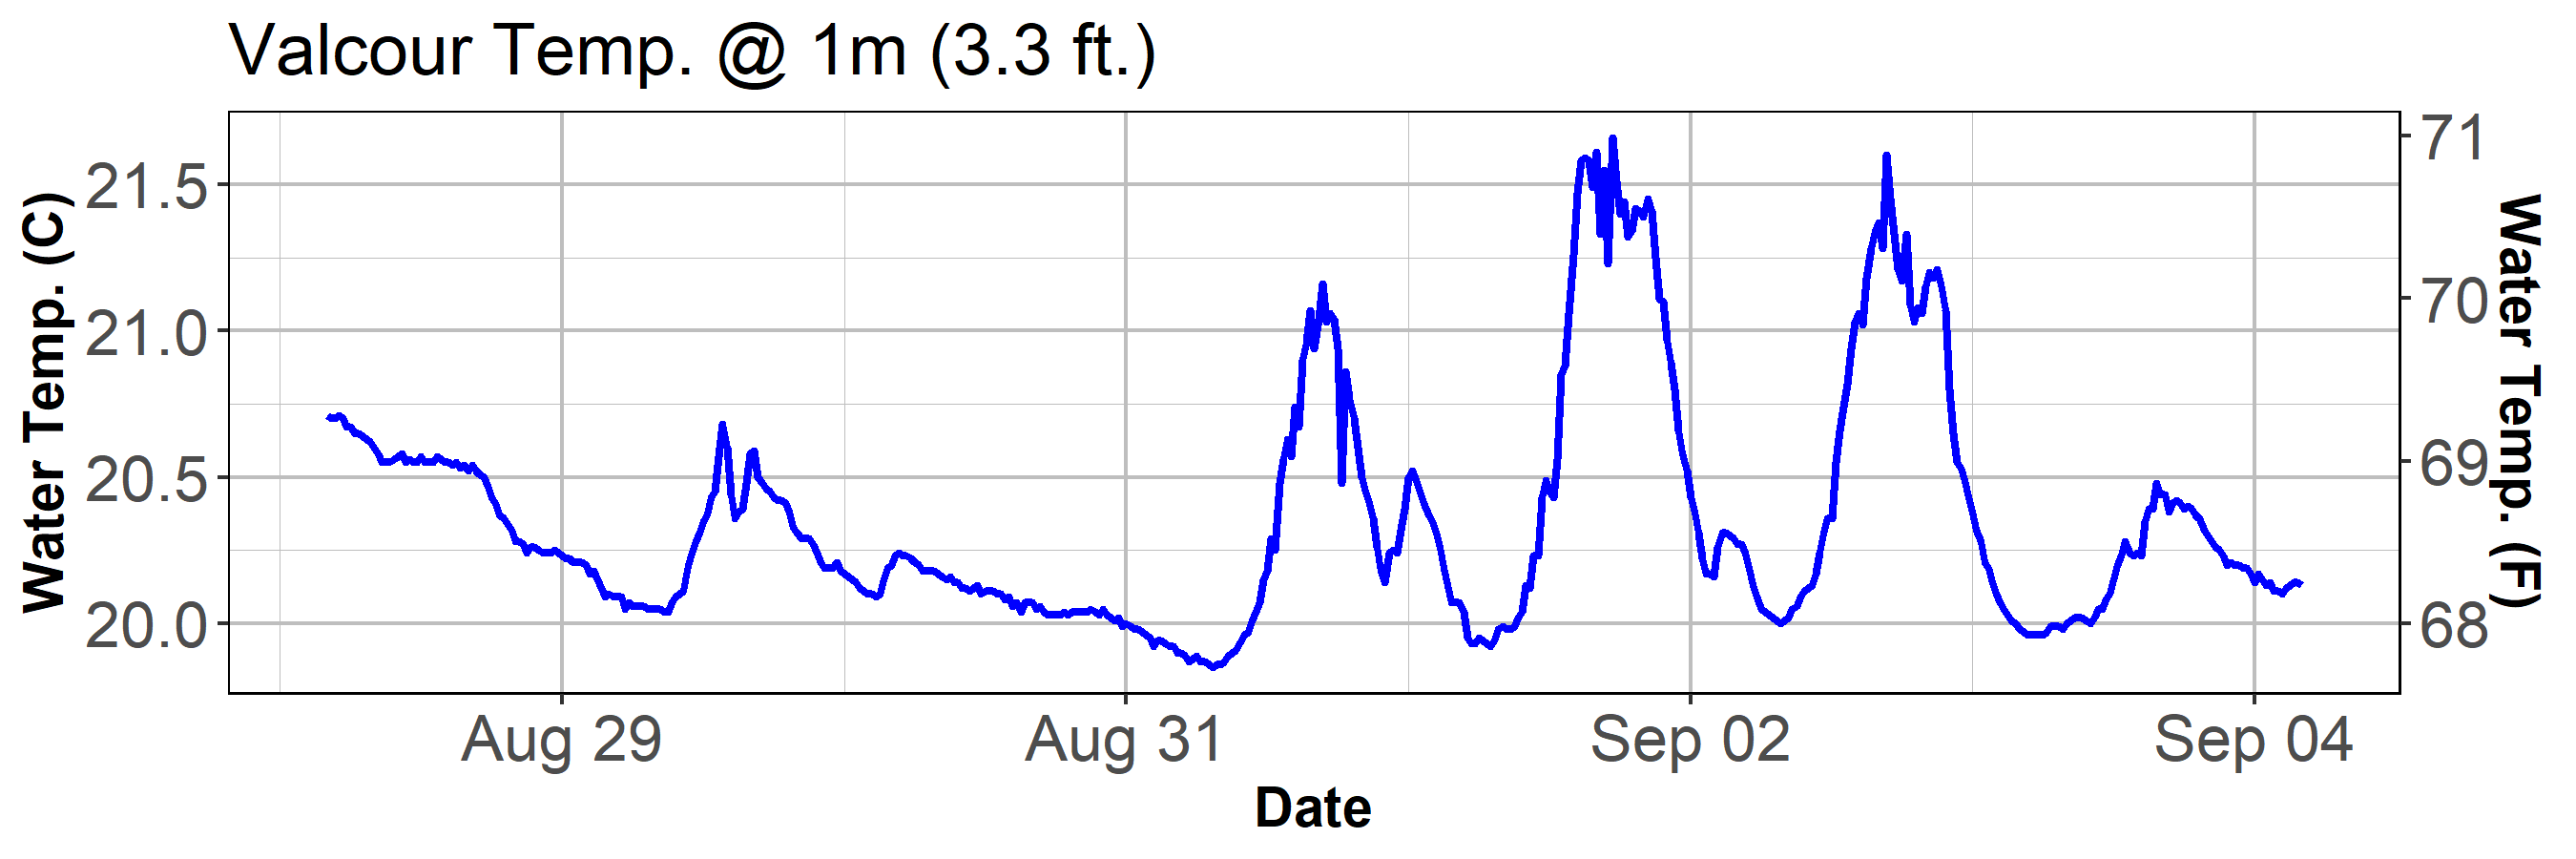 Valcour Temp. @ 1m (3.3 ft.)
Water Temp. (C)
21.5
21.0
20.5
20.0
71
70
69
68
Water Temp. (F)
Aug 29
Aug 31
Sep 02
Sep 04
Date